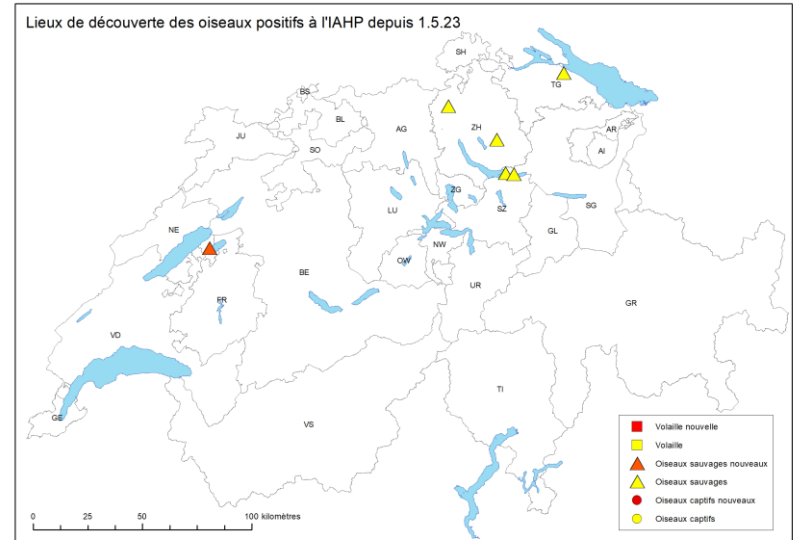 Lieux de découverte des oiseaux positifs à l'IAHP depuis 1.5.23
SH
BS
TG
BL
AG
ZH
JU
AR
SO
AI
ZG
LU
SZ
SG
NE
GL
NW
OW
BE
UR
FR
GR
VD
TI
VS
GE
Volaille nouvelle
Volaille
Oiseaux sauvages nouveaux
Oiseaux sauvages
Oiseaux captifs nouveaux
Oiseaux captifs
0 25 50 100 kilomètres